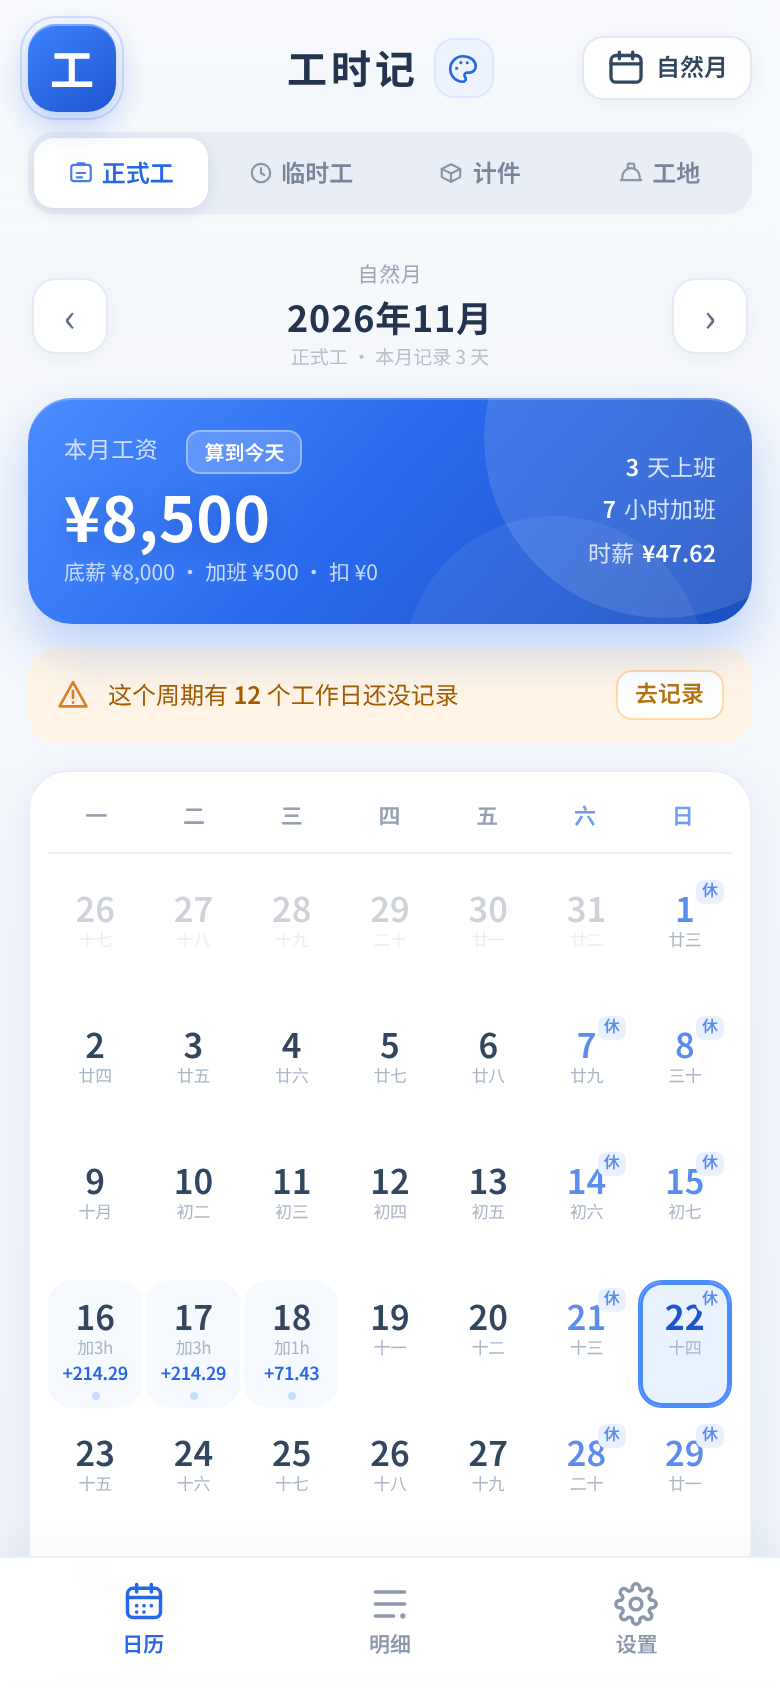 工 工时记 自然月
正式工 临时工 计件 工地
自然月
‹ 2026年11月 ›
正式工 · 本月记录 3 天
本月工资 算到今天
¥8,500
底薪 ¥8,000 · 加班 ¥500 · 扣 ¥0
3 天上班
7 小时加班
时薪 ¥47.62
这个周期有 12 个工作日还没记录 去记录
一 二 三 四 五 六 日
26 27 28 29 30 31 1 休
十七 十八 十九 二十 廿一 廿二 廿三
2 3 4 5 6 7 休 8 休
廿四 廿五 廿六 廿七 廿八 廿九 三十
9 10 11 12 13 14 休 15 休
十月 初二 初三 初四 初五 初六 初七
16 17 18 19 20 21 休 22 休
加3h 加3h 加1h 十一 十二 十三 十四
+214.29 +214.29 +71.43
23 24 25 26 27 28 休 29 休
十五 十六 十七 十八 十九 二十 廿一
日历 明细 设置